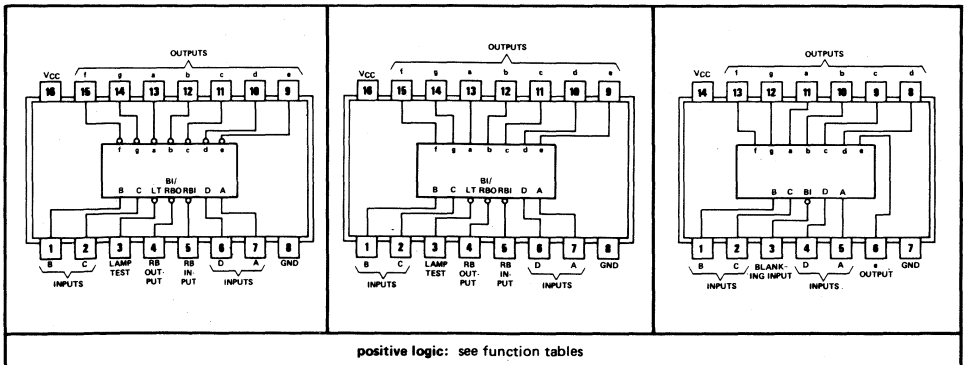 OUTPUTS
VCC f g a b c d e
16 15 14 13 12 11 10 9
f g a b c d e
BI/
B C LT RBO RBI D A
1 2 3 4 5 6 7 8
B C LAMP TEST RB OUT-PUT RB IN-PUT D A GND
INPUTS INPUTS
OUTPUTS
VCC f g a b c d e
16 15 14 13 12 11 10 9
f g a b c d e
BI/
B C LT RBO RBI D A
1 2 3 4 5 6 7 8
B C LAMP TEST RB OUT-PUT RB IN-PUT D A GND
INPUTS INPUTS
OUTPUTS
VCC f g a b c d
14 13 12 11 10 9 8
f g a b c d e
B C BI D A
1 2 3 4 5 6 7
B C BLANK-ING INPUT D A e OUTPUT GND
INPUTS INPUTS
positive logic: see function tables